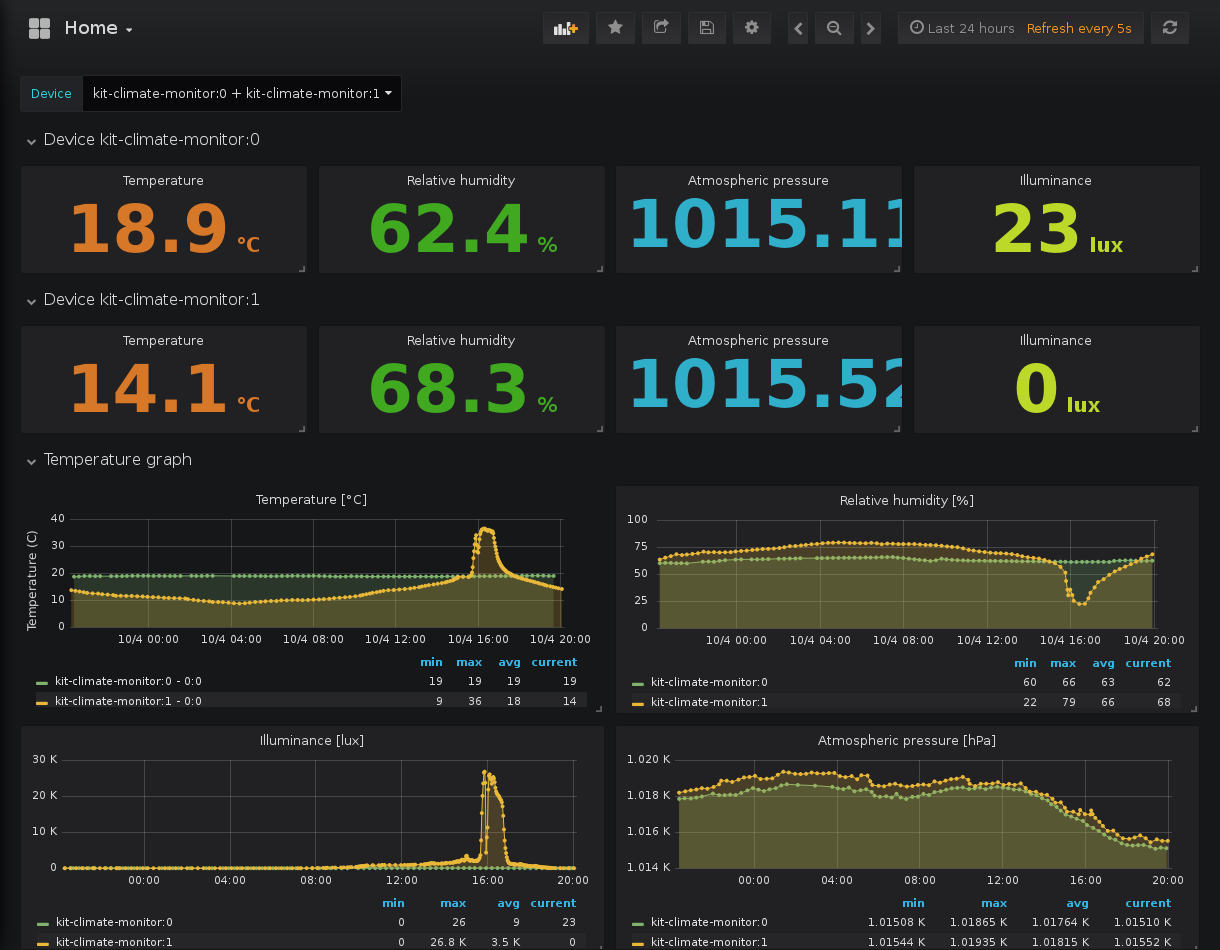 Home
Last 24 hours Refresh every 5s
Device kit-climate-monitor:0 + kit-climate-monitor:1
Device kit-climate-monitor:0
Temperature Relative humidity Atmospheric pressure Illuminance
18.9 °C 62.4 % 1015.11 23 lux
Device kit-climate-monitor:1
Temperature Relative humidity Atmospheric pressure Illuminance
14.1 °C 68.3 % 1015.52 0 lux
Temperature graph
Temperature [°C]
Temperature (C)
40
30
20
10
0
10/4 00:00 10/4 04:00 10/4 08:00 10/4 12:00 10/4 16:00 10/4 20:00
min max avg current
kit-climate-monitor:0 - 0:0 19 19 19 19
kit-climate-monitor:1 - 0:0 9 36 18 14
Relative humidity [%]
100
75
50
25
0
10/4 00:00 10/4 04:00 10/4 08:00 10/4 12:00 10/4 16:00 10/4 20:00
min max avg current
kit-climate-monitor:0 60 66 63 62
kit-climate-monitor:1 22 79 66 68
Illuminance [lux]
30 K
20 K
10 K
0
00:00 04:00 08:00 12:00 16:00 20:00
min max avg current
kit-climate-monitor:0 0 26 9 23
kit-climate-monitor:1 0 26.8 K 3.5 K 0
Atmospheric pressure [hPa]
1.020 K
1.018 K
1.016 K
1.014 K
00:00 04:00 08:00 12:00 16:00 20:00
min max avg current
kit-climate-monitor:0 1.01508 K 1.01865 K 1.01764 K 1.01510 K
kit-climate-monitor:1 1.01544 K 1.01935 K 1.01815 K 1.01552 K